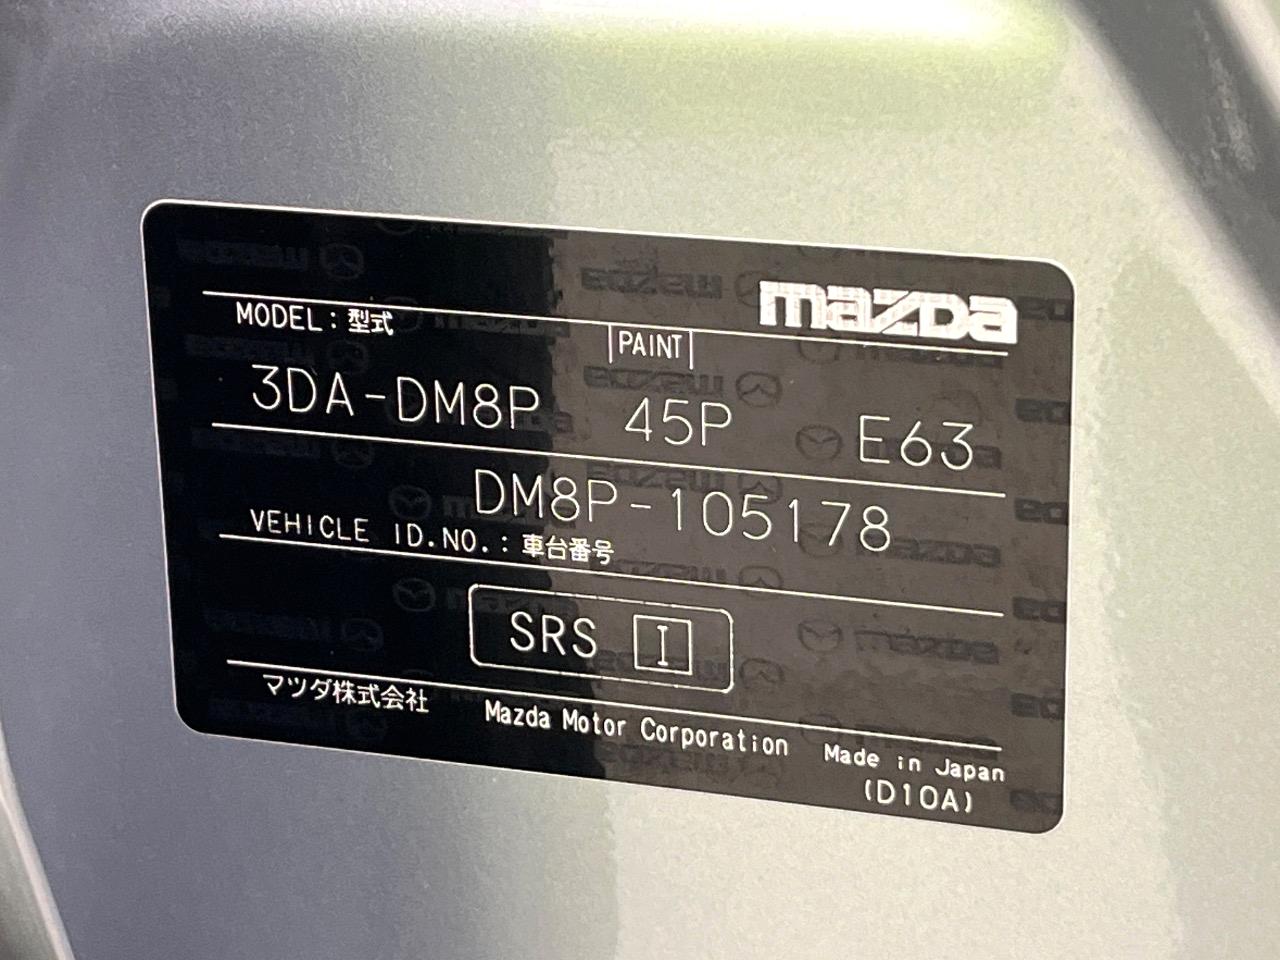 mazda
MODEL:型式
PAINT
3DA-DM8P 45P E63
DM8P-105178
VEHICLE ID.NO.:車台番号
SRS I
マツダ株式会社 Mazda Motor Corporation Made in Japan
(D10A)